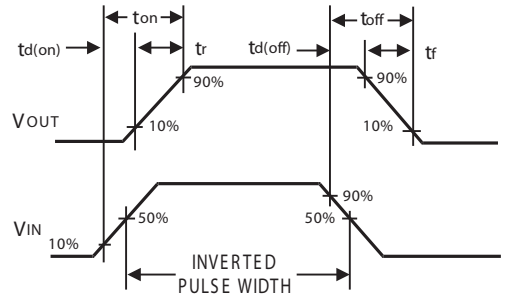 ton toff
td(on) tr td(off) tf
90% 90%
VOUT 10% 10%
90%
50% 50%
VIN 10%
INVERTED
PULSE WIDTH